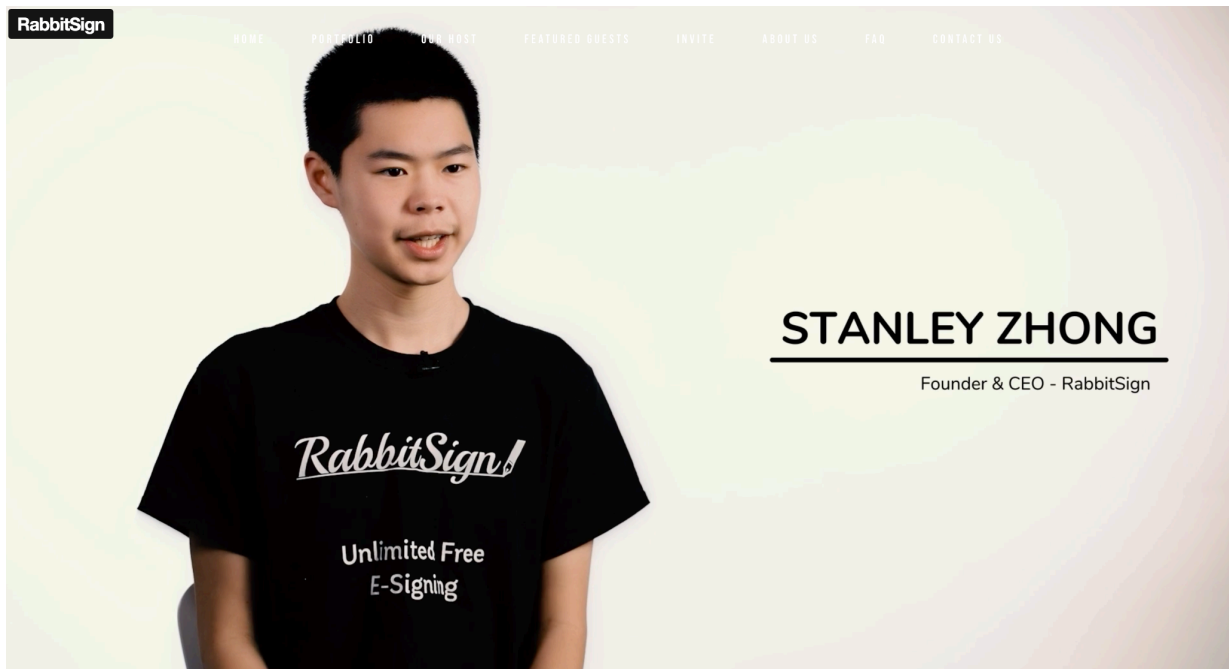 RabbitSign
HOME PORTFOLIO OUR HOST FEATURED GUESTS INVITE ABOUT US FAQ CONTACT US
STANLEY ZHONG
Founder & CEO - RabbitSign
RabbitSign
Unlimited Free
E-Signing